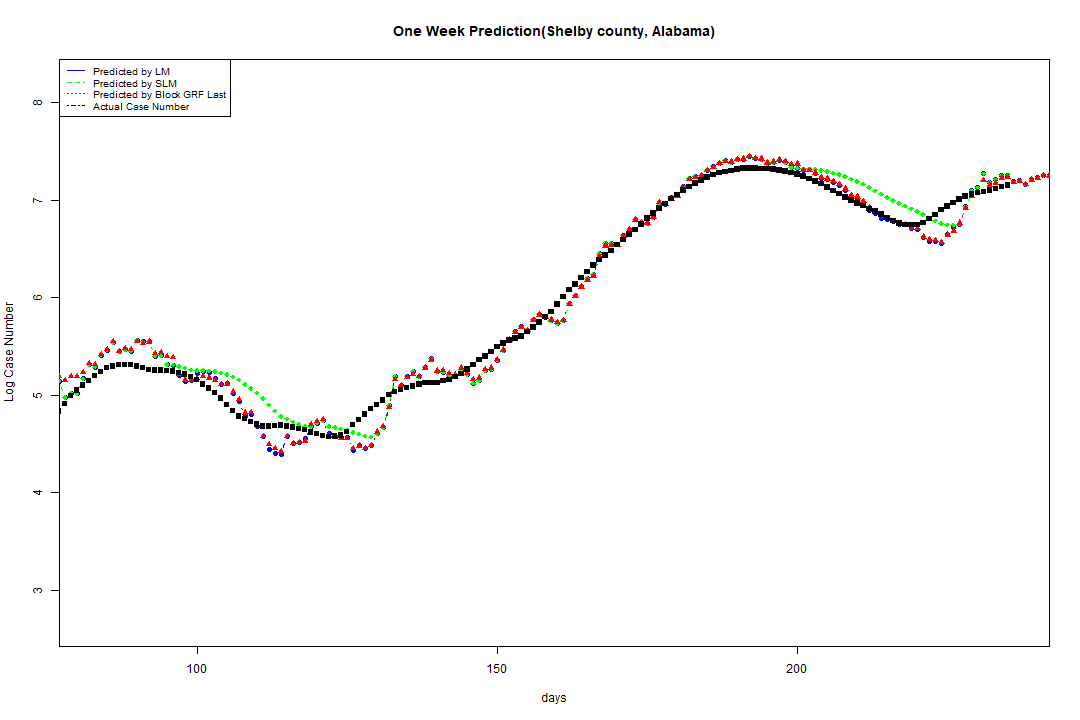 One Week Prediction(Shelby county, Alabama)
Predicted by LM
Predicted by SLM
Predicted by Block GRF Last
Actual Case Number
8
7
6
5
4
3
Log Case Number
100 150 200
days